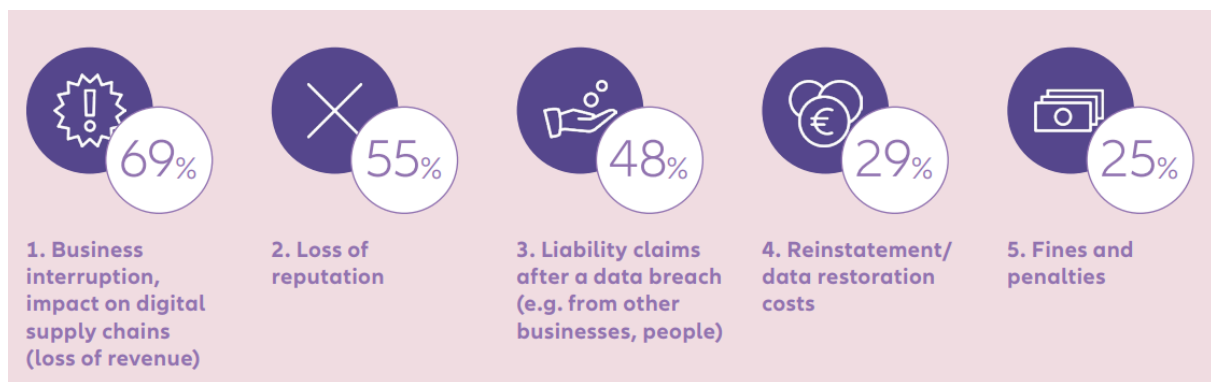 69%
55%
48%
€
29%
25%
1. Business
interruption,
impact on digital
supply chains
(loss of revenue)
2. Loss of
reputation
3. Liability claims
after a data breach
(e.g. from other
businesses, people)
4. Reinstatement/
data restoration
costs
5. Fines and
penalties